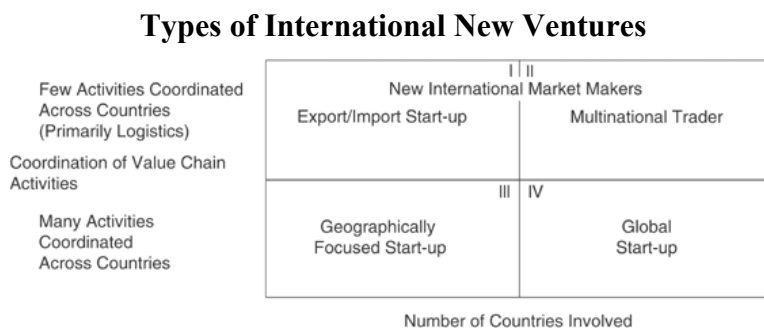 Types of International New Ventures
Few Activities Coordinated
Across Countries
(Primarily Logistics)
Coordination of Value Chain
Activities
Many Activities
Coordinated
Across Countries
I II
New International Market Makers
Export/Import Start-up
Multinational Trader
III IV
Geographically
Focused Start-up
Global
Start-up
Number of Countries Involved